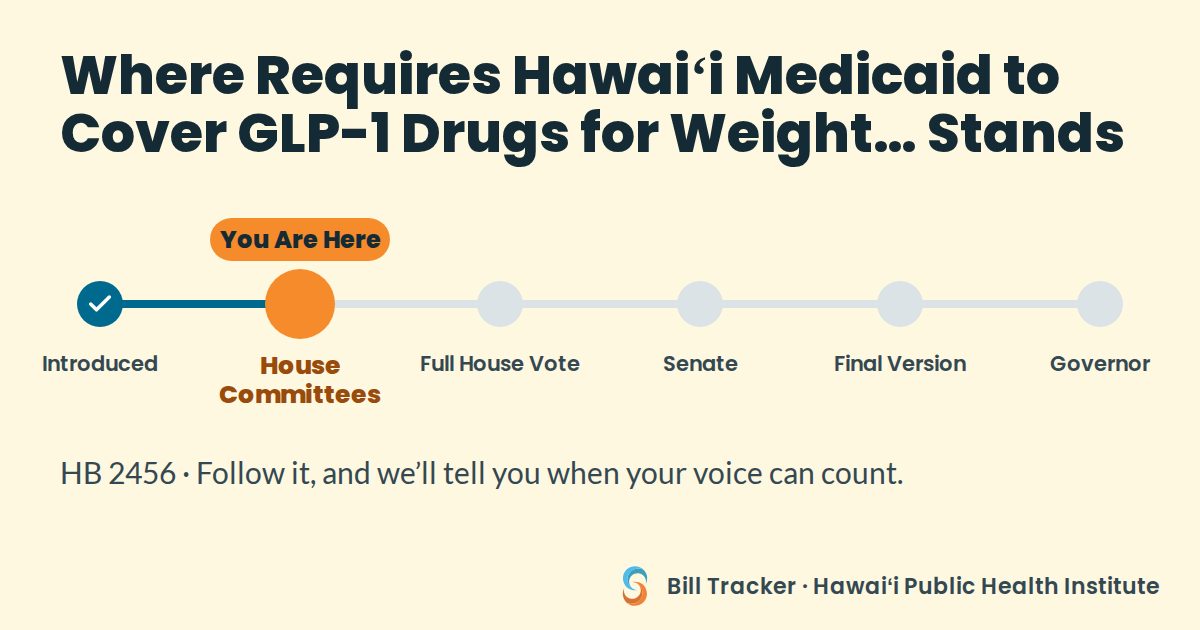 Where Requires Hawaiʻi Medicaid to
Cover GLP-1 Drugs for Weight... Stands
You Are Here
Introduced
House
Committees
Full House Vote
Senate
Final Version
Governor
HB 2456 · Follow it, and we’ll tell you when your voice can count.
Bill Tracker · Hawaiʻi Public Health Institute